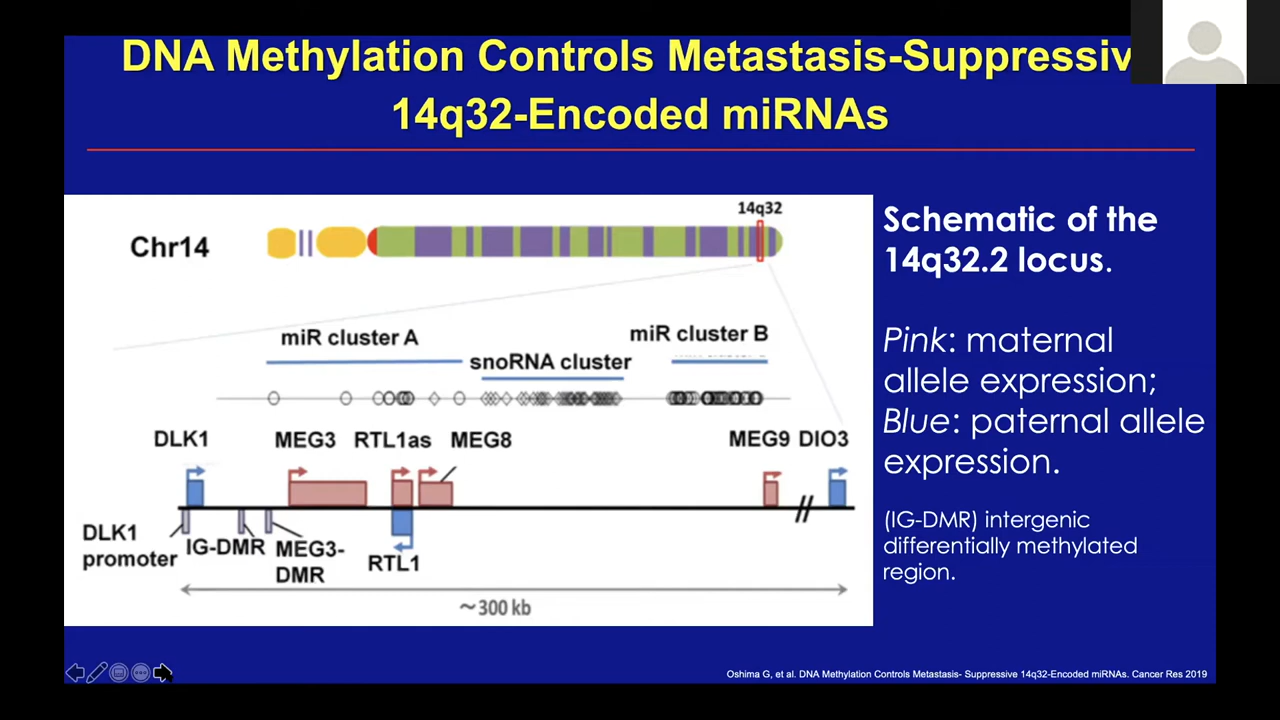 DNA Methylation Controls Metastasis-Suppressiv
14q32-Encoded miRNAs
14q32
Chr14
miR cluster A
miR cluster B
snoRNA cluster
DLK1
MEG3
RTL1as
MEG8
MEG9
DIO3
DLK1
promoter
IG-DMR
MEG3-
DMR
RTL1
~300 kb
Schematic of the
14q32.2 locus.
Pink: maternal
allele expression;
Blue: paternal allele
expression.
(IG-DMR) intergenic
differentially methylated
region.
Oshima G, et al. DNA Methylation Controls Metastasis- Suppressive 14q32-Encoded miRNAs. Cancer Res 2019